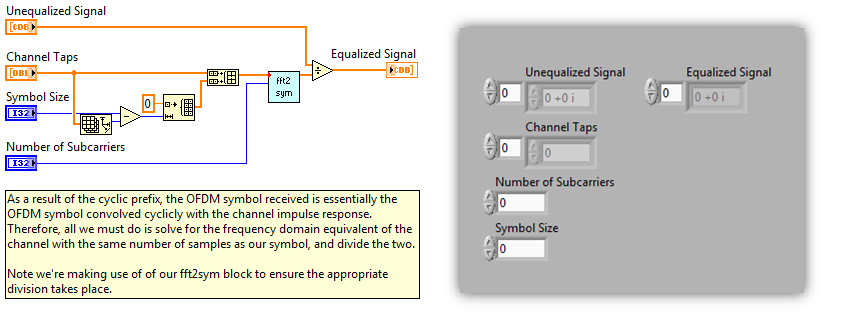 Unequalized Signal
[CDB]
Channel Taps
[DBL]
Equalized Signal
[CDB]
Symbol Size
I32
0
fft2
sym
Number of Subcarriers
I32
As a result of the cyclic prefix, the OFDM symbol received is essentially the
OFDM symbol convolved cyclicly with the channel impulse response.
Therefore, all we must do is solve for the frequency domain equivalent of the
channel with the same number of samples as our symbol, and divide the two.
Note we're making use of of our fft2sym block to ensure the appropriate
division takes place.
Unequalized Signal
0
0 +0 i
Equalized Signal
0
0 +0 i
Channel Taps
0
0
Number of Subcarriers
0
Symbol Size
0